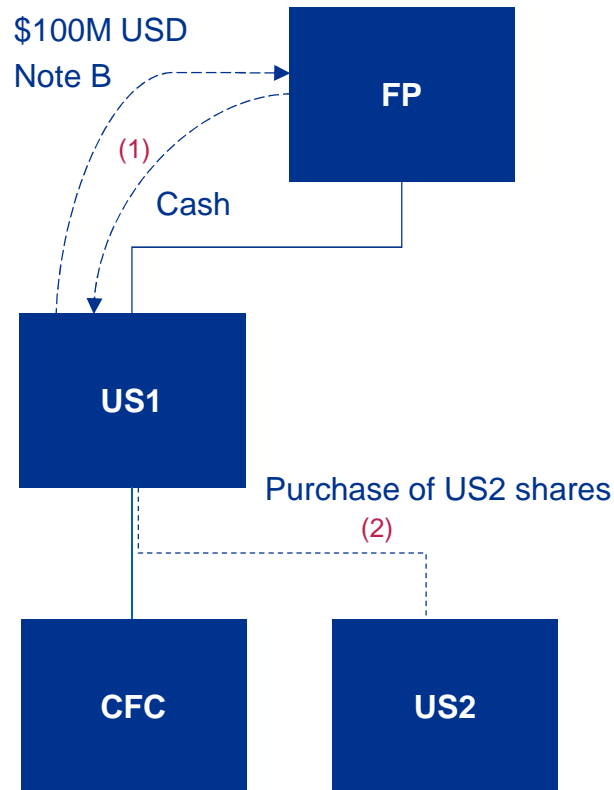 $100M USD
Note B
FP
(1)
Cash
US1
Purchase of US2 shares
(2)
CFC
US2